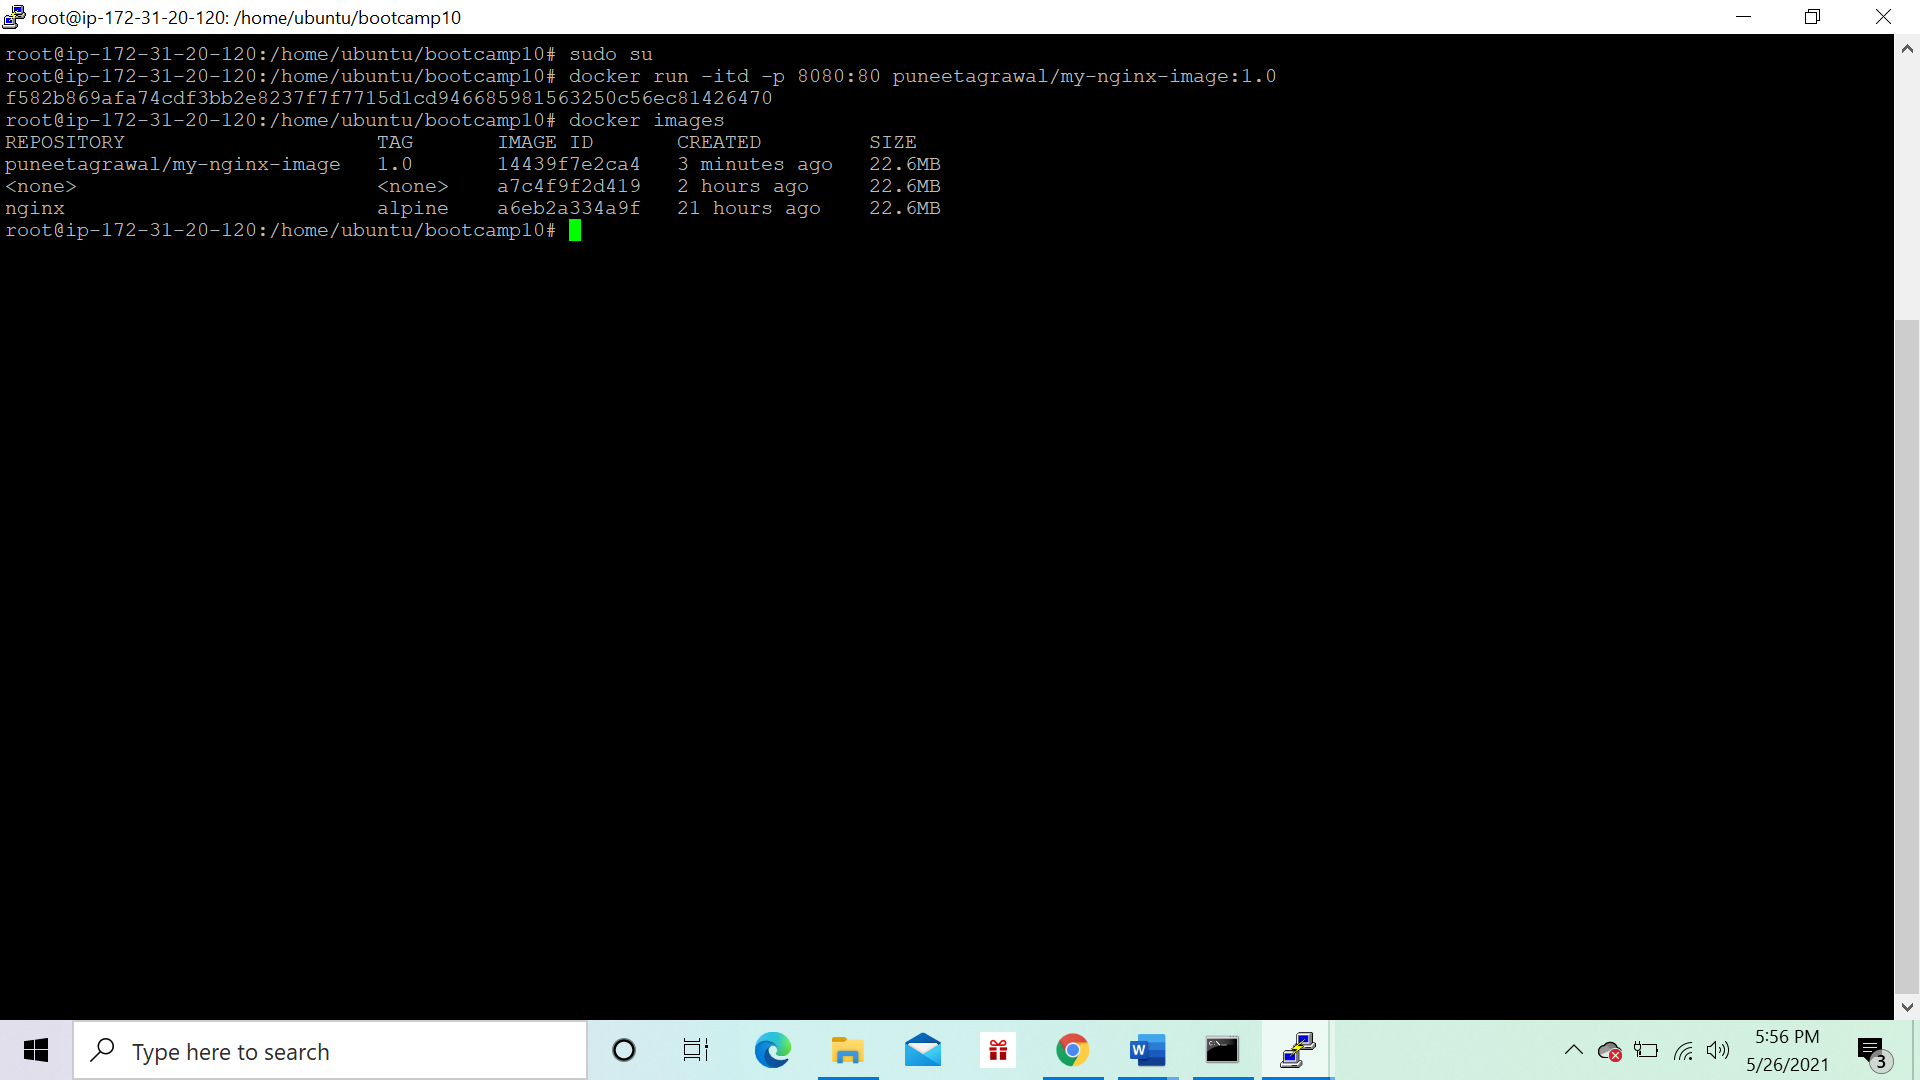 root@ip-172-31-20-120: /home/ubuntu/bootcamp10
root@ip-172-31-20-120:/home/ubuntu/bootcamp10# sudo su
root@ip-172-31-20-120:/home/ubuntu/bootcamp10# docker run -itd -p 8080:80 puneetagrawal/my-nginx-image:1.0
f582b869afa74cdf3bb2e8237f7f7715d1cd946685981563250c56ec81426470
root@ip-172-31-20-120:/home/ubuntu/bootcamp10# docker images
REPOSITORY TAG IMAGE ID CREATED SIZE
puneetagrawal/my-nginx-image 1.0 14439f7e2ca4 3 minutes ago 22.6MB
<none> <none> a7c4f9f2d419 2 hours ago 22.6MB
nginx alpine a6eb2a334a9f 21 hours ago 22.6MB
root@ip-172-31-20-120:/home/ubuntu/bootcamp10#
Type here to search
W
C:\_
5:56 PM
5/26/2021
3